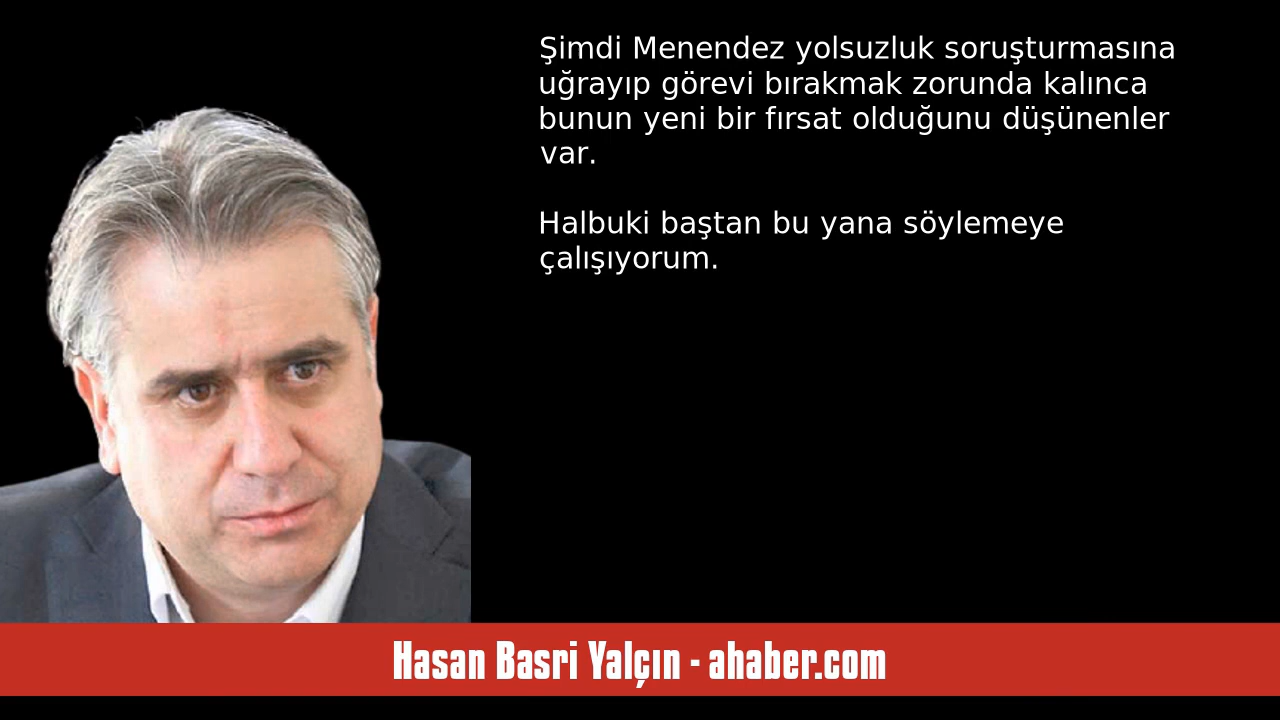 Şimdi Menendez yolsuzluk soruşturmasına
uğrayıp görevi bırakmak zorunda kalınca
bunun yeni bir fırsat olduğunu düşünenler
var.
Halbuki baştan bu yana söylemeye
çalışıyorum.
Hasan Basri Yalçın - ahaber.com